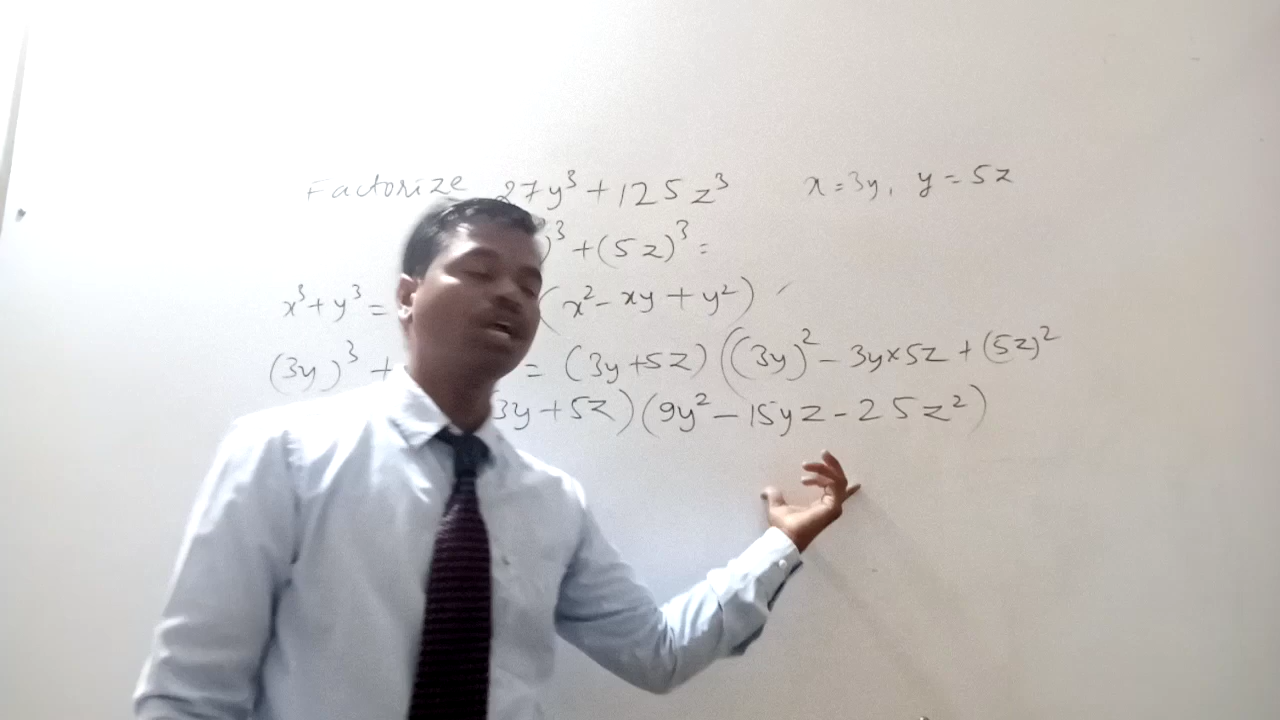 Factorize 27y³ + 125z³ x = 3y, y = 5z
)³ + (5z)³ =
x³ + y³ = (x² - xy + y²)
(3y)³ + = (3y + 5z) ((3y)² - 3y × 5z + (5z)²
3y + 5z) (9y² - 15yz - 25z²)